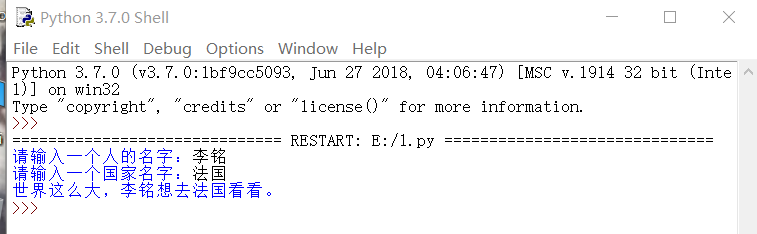 Python 3.7.0 Shell
File Edit Shell Debug Options Window Help
Python 3.7.0 (v3.7.0:1bf9cc5093, Jun 27 2018, 04:06:47) [MSC v.1914 32 bit (Inte
l)] on win32
Type "copyright", "credits" or "license()" for more information.
>>>
============================== RESTART: E:/1.py ==============================
请输入一个人的名字：李铭
请输入一个国家名字：法国
世界这么大，李铭想去法国看看。
>>>